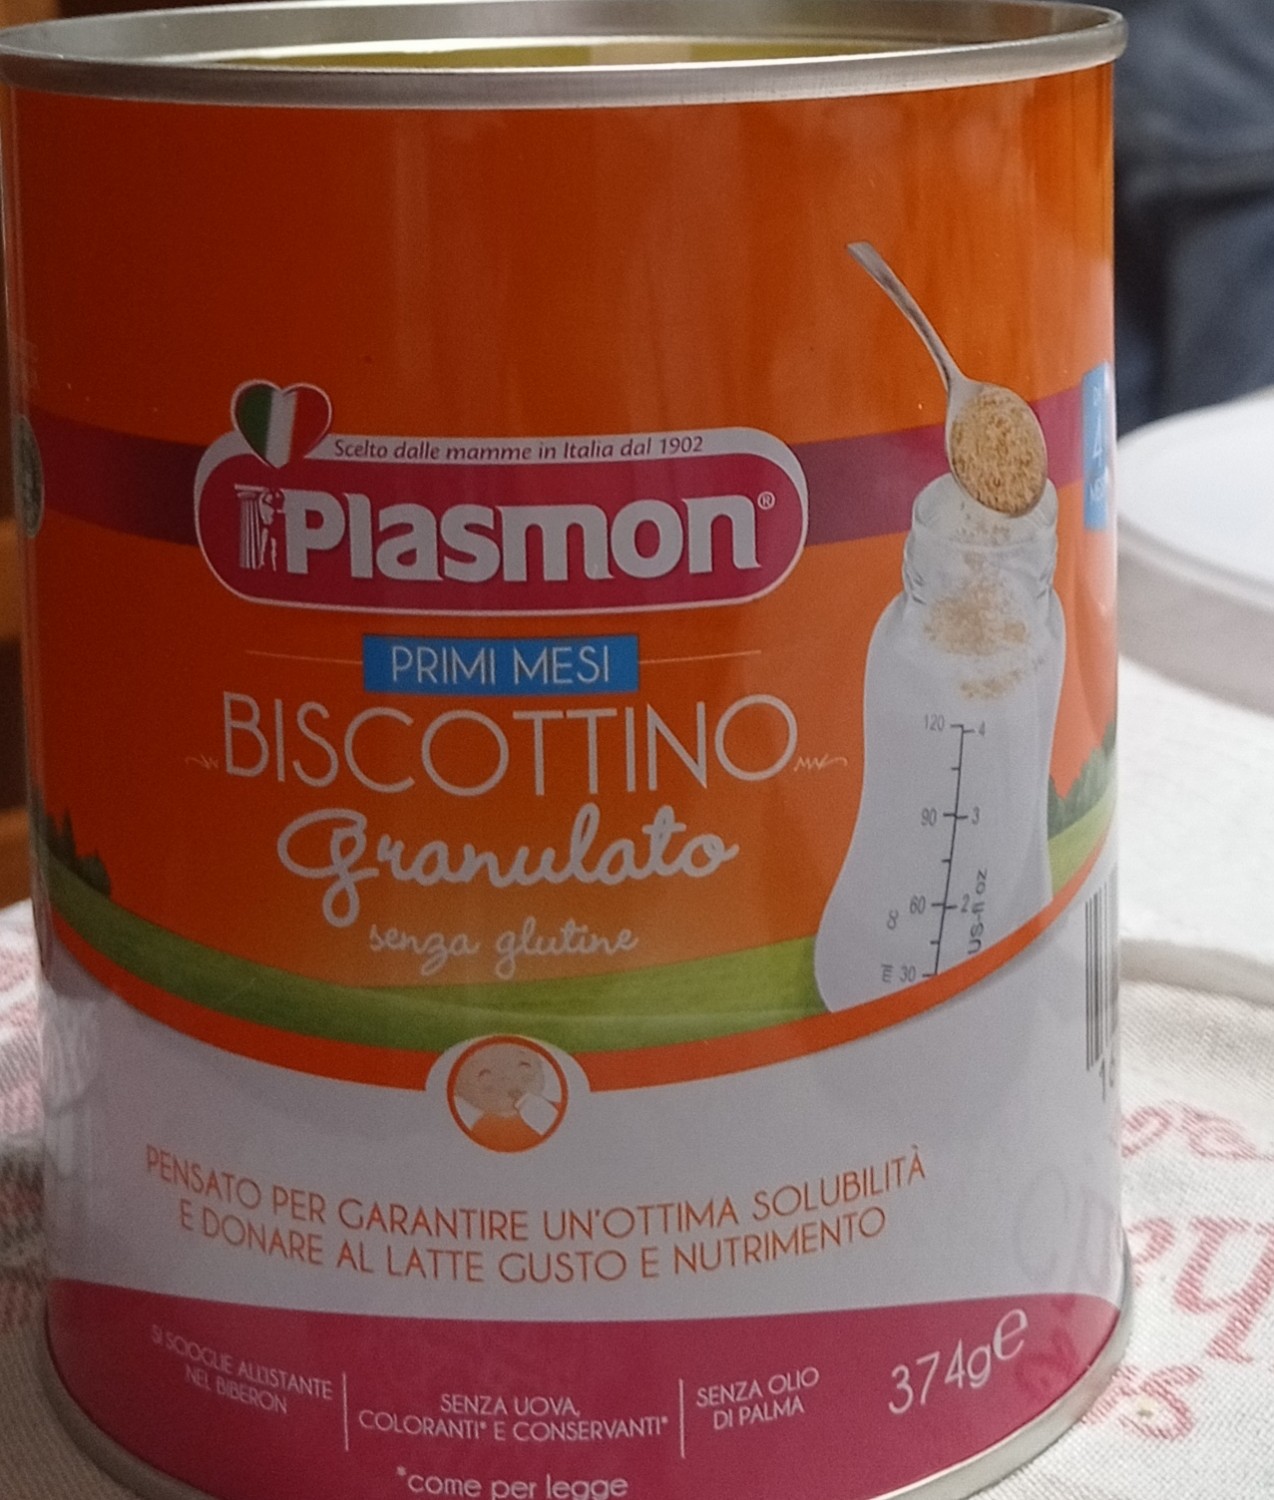 Scelto dalle mamme in Italia dal 1902
Plasmon®
PRIMI MESI
BISCOTTINO
granulato
senza glutine
120 4
90 3
60 2
30
US-fl oz
PENSATO PER GARANTIRE UN'OTTIMA SOLUBILITÀ
E DONARE AL LATTE GUSTO E NUTRIMENTO
SI SCIOGLIE ALL'ISTANTE
NEL BIBERON
SENZA UOVA,
COLORANTI* E CONSERVANTI*
SENZA OLIO
DI PALMA
374g e
*come per legge